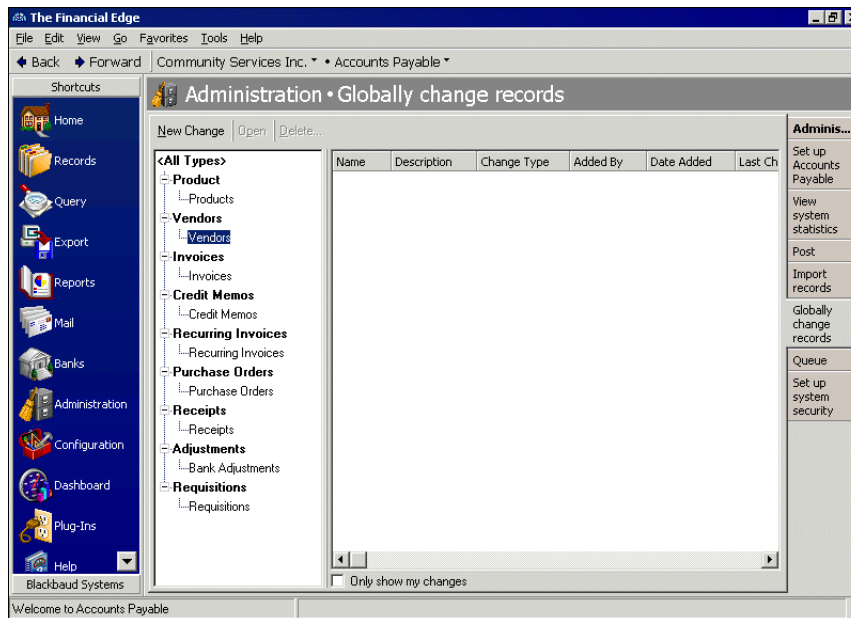 The Financial Edge
File Edit View Go Favorites Tools Help
Back Forward Community Services Inc. • Accounts Payable
Shortcuts
Home
Records
Query
Export
Reports
Mail
Banks
Administration
Configuration
Dashboard
Plug-Ins
Help
Blackbaud Systems
Administration • Globally change records
New Change Open Delete...
<All Types>
Product
Products
Vendors
Vendors
Invoices
Invoices
Credit Memos
Credit Memos
Recurring Invoices
Recurring Invoices
Purchase Orders
Purchase Orders
Receipts
Receipts
Adjustments
Bank Adjustments
Requisitions
Requisitions
Name Description Change Type Added By Date Added Last Ch
Only show my changes
Adminis...
Set up
Accounts
Payable
View
system
statistics
Post
Import
records
Globally
change
records
Queue
Set up
system
security
Welcome to Accounts Payable